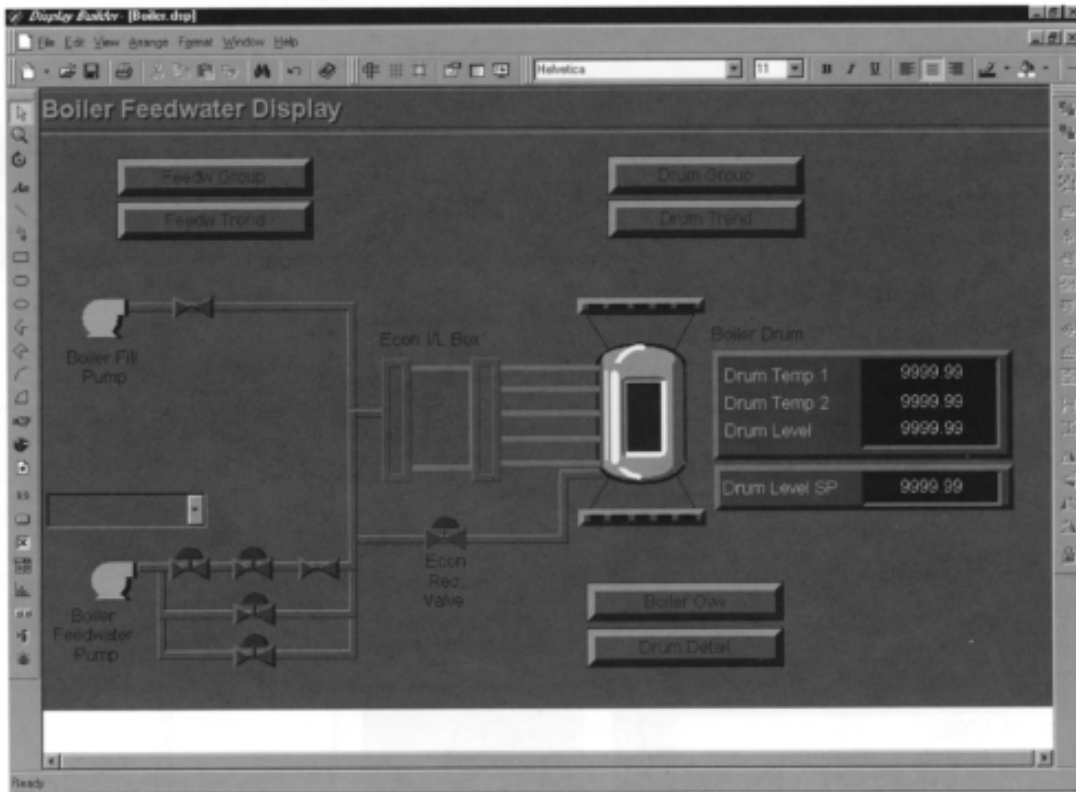 Display Builder - [Boiler.dsp]
File Edit View Arrange Format Window Help
Helvetica 11 B I U
Boiler Feedwater Display
Feedw Group
Drum Group
Feedw Trend
Drum Trend
Econ I/L Box
Boiler Drum
Boiler Fill
Pump
Drum Temp 1 9999.99
Drum Temp 2 9999.99
Drum Level 9999.99
Drum Level SP 9999.99
Econ
Rec.
Valve
Boiler
Feedwater
Pump
Boiler Ovw
Drum Detail
Ready